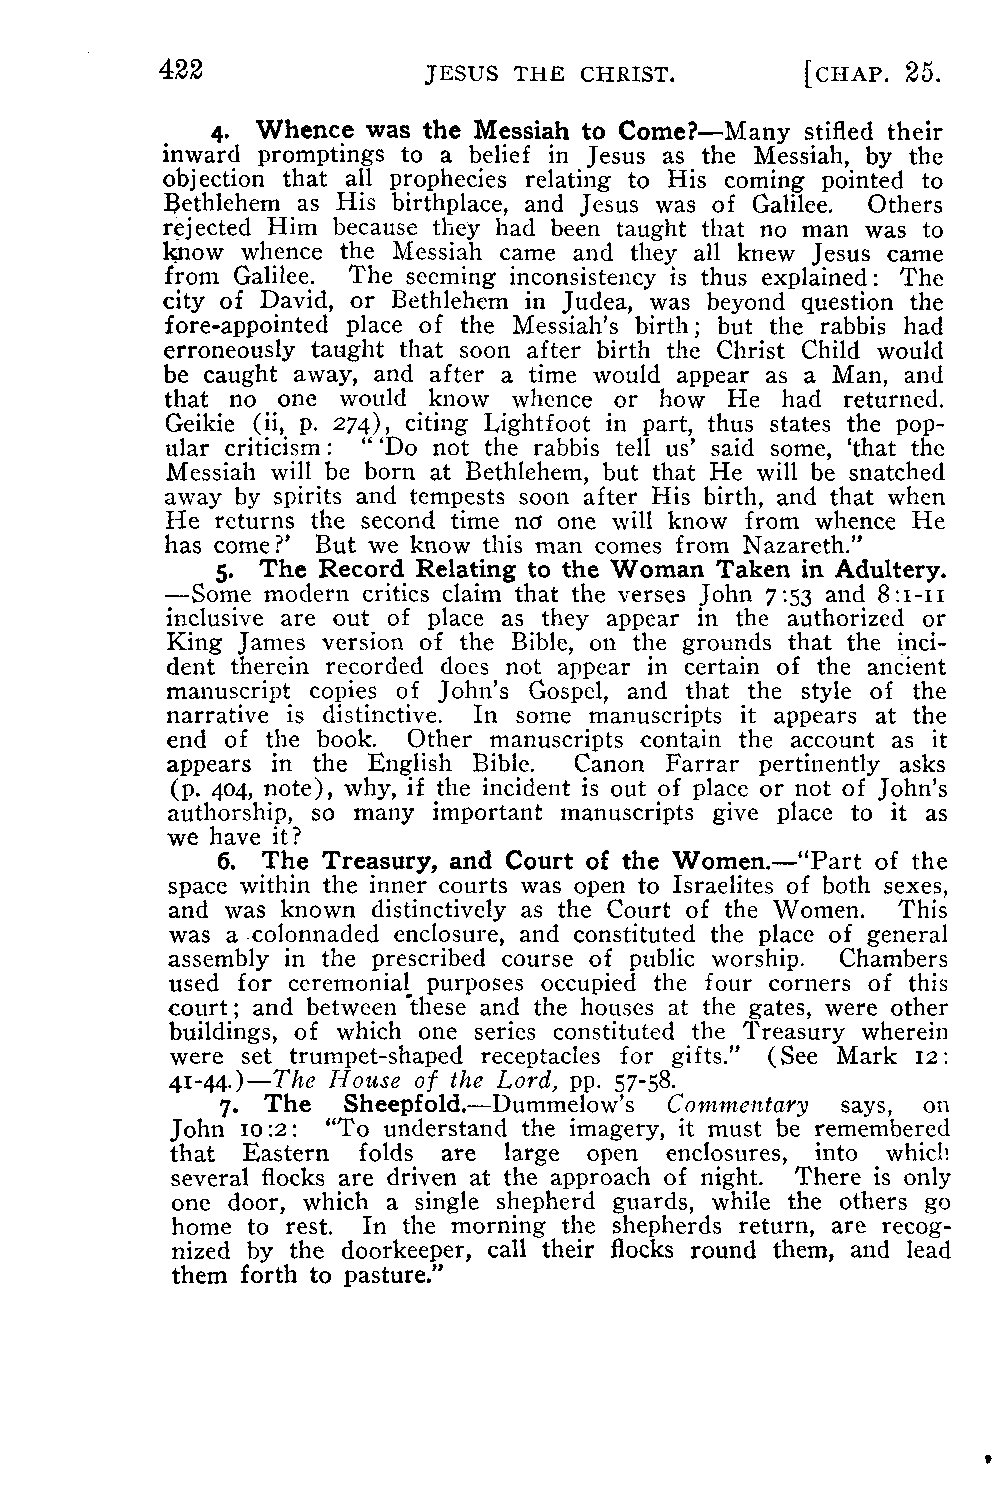 422 JESUS THE CHRIST. [CHAP. 25.
4. Whence was the Messiah to Come?—Many stifled their
inward promptings to a belief in Jesus as the Messiah, by the
objection that all prophecies relating to His coming pointed to
Bethlehem as His birthplace, and Jesus was of Galilee. Others
rejected Him because they had been taught that no man was to
know whence the Messiah came and they all knew Jesus came
from Galilee. The seeming inconsistency is thus explained: The
city of David, or Bethlehem in Judea, was beyond question the
fore-appointed place of the Messiah's birth; but the rabbis had
erroneously taught that soon after birth the Christ Child would
be caught away, and after a time would appear as a Man, and
that no one would know whence or how He had returned.
Geikie (ii, p. 274), citing Lightfoot in part, thus states the pop-
ular criticism: "'Do not the rabbis tell us' said some, 'that the
Messiah will be born at Bethlehem, but that He will be snatched
away by spirits and tempests soon after His birth, and that when
He returns the second time no one will know from whence He
has come?' But we know this man comes from Nazareth."
5. The Record Relating to the Woman Taken in Adultery.
—Some modern critics claim that the verses John 7:53 and 8:1-11
inclusive are out of place as they appear in the authorized or
King James version of the Bible, on the grounds that the inci-
dent therein recorded does not appear in certain of the ancient
manuscript copies of John's Gospel, and that the style of the
narrative is distinctive. In some manuscripts it appears at the
end of the book. Other manuscripts contain the account as it
appears in the English Bible. Canon Farrar pertinently asks
(p. 404, note), why, if the incident is out of place or not of John's
authorship, so many important manuscripts give place to it as
we have it?
6. The Treasury, and Court of the Women.—"Part of the
space within the inner courts was open to Israelites of both sexes,
and was known distinctively as the Court of the Women. This
was a colonnaded enclosure, and constituted the place of general
assembly in the prescribed course of public worship. Chambers
used for ceremonial purposes occupied the four corners of this
court; and between these and the houses at the gates, were other
buildings, of which one series constituted the Treasury wherein
were set trumpet-shaped receptacles for gifts." (See Mark 12:
41-44.)—The House of the Lord, pp. 57-58.
7. The Sheepfold.—Dummelow's Commentary says, on
John 10:2: "To understand the imagery, it must be remembered
that Eastern folds are large open enclosures, into which
several flocks are driven at the approach of night. There is only
one door, which a single shepherd guards, while the others go
home to rest. In the morning the shepherds return, are recog-
nized by the doorkeeper, call their flocks round them, and lead
them forth to pasture."